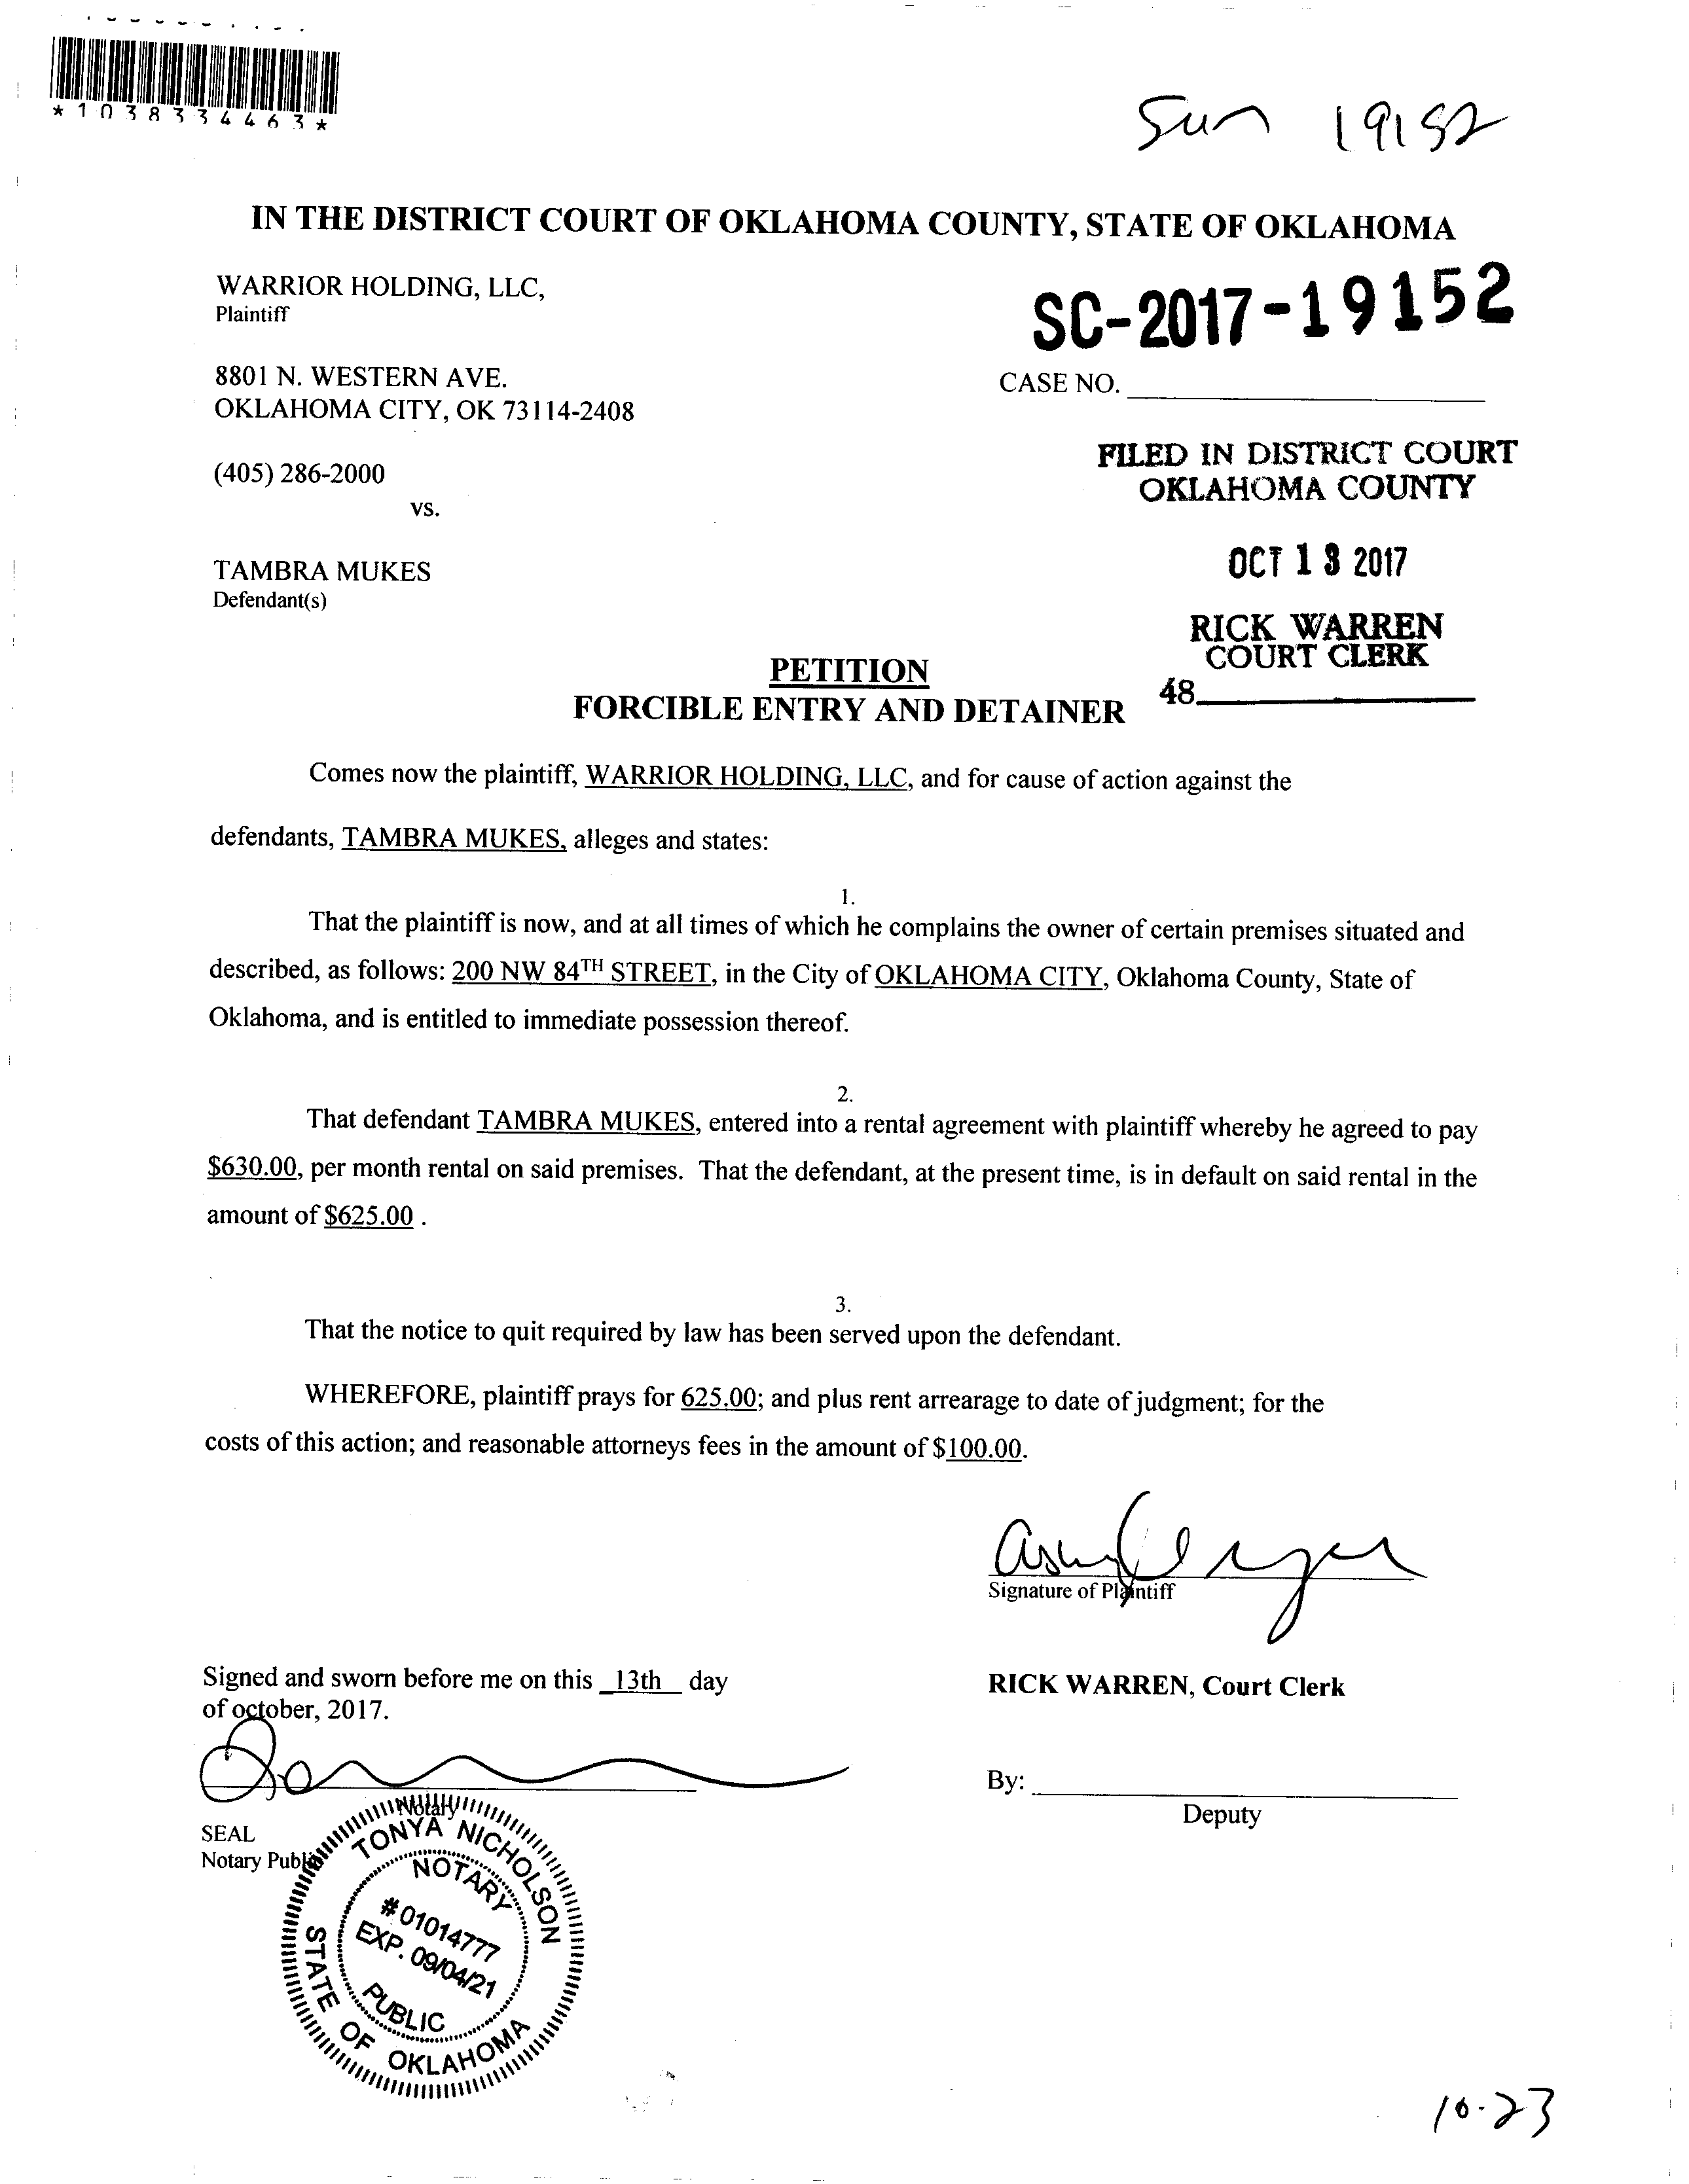 *1038334463*
Sum 19152
IN THE DISTRICT COURT OF OKLAHOMA COUNTY, STATE OF OKLAHOMA
WARRIOR HOLDING, LLC,
Plaintiff
SC-2017-19152
8801 N. WESTERN AVE.
OKLAHOMA CITY, OK 73114-2408
CASE NO.
(405) 286-2000
vs.
FILED IN DISTRICT COURT
OKLAHOMA COUNTY
OCT 13 2017
TAMBRA MUKES
Defendant(s)
RICK WARREN
COURT CLERK
48
PETITION
FORCIBLE ENTRY AND DETAINER
Comes now the plaintiff, WARRIOR HOLDING, LLC, and for cause of action against the
defendants, TAMBRA MUKES, alleges and states:
1.
That the plaintiff is now, and at all times of which he complains the owner of certain premises situated and
described, as follows: 200 NW 84TH STREET, in the City of OKLAHOMA CITY, Oklahoma County, State of
Oklahoma, and is entitled to immediate possession thereof.
2.
That defendant TAMBRA MUKES, entered into a rental agreement with plaintiff whereby he agreed to pay
$630.00, per month rental on said premises. That the defendant, at the present time, is in default on said rental in the
amount of $625.00 .
3.
That the notice to quit required by law has been served upon the defendant.
WHEREFORE, plaintiff prays for 625.00; and plus rent arrearage to date of judgment; for the
costs of this action; and reasonable attorneys fees in the amount of $100.00.
Signature of Plaintiff
Signed and sworn before me on this 13th day
of october, 2017.
RICK WARREN, Court Clerk
By:
Deputy
Notary
SEAL
Notary Public
TONYA NICHOLSON
NOTARY
#01014777
EXP. 09/04/21
PUBLIC
STATE OF OKLAHOMA
10-23